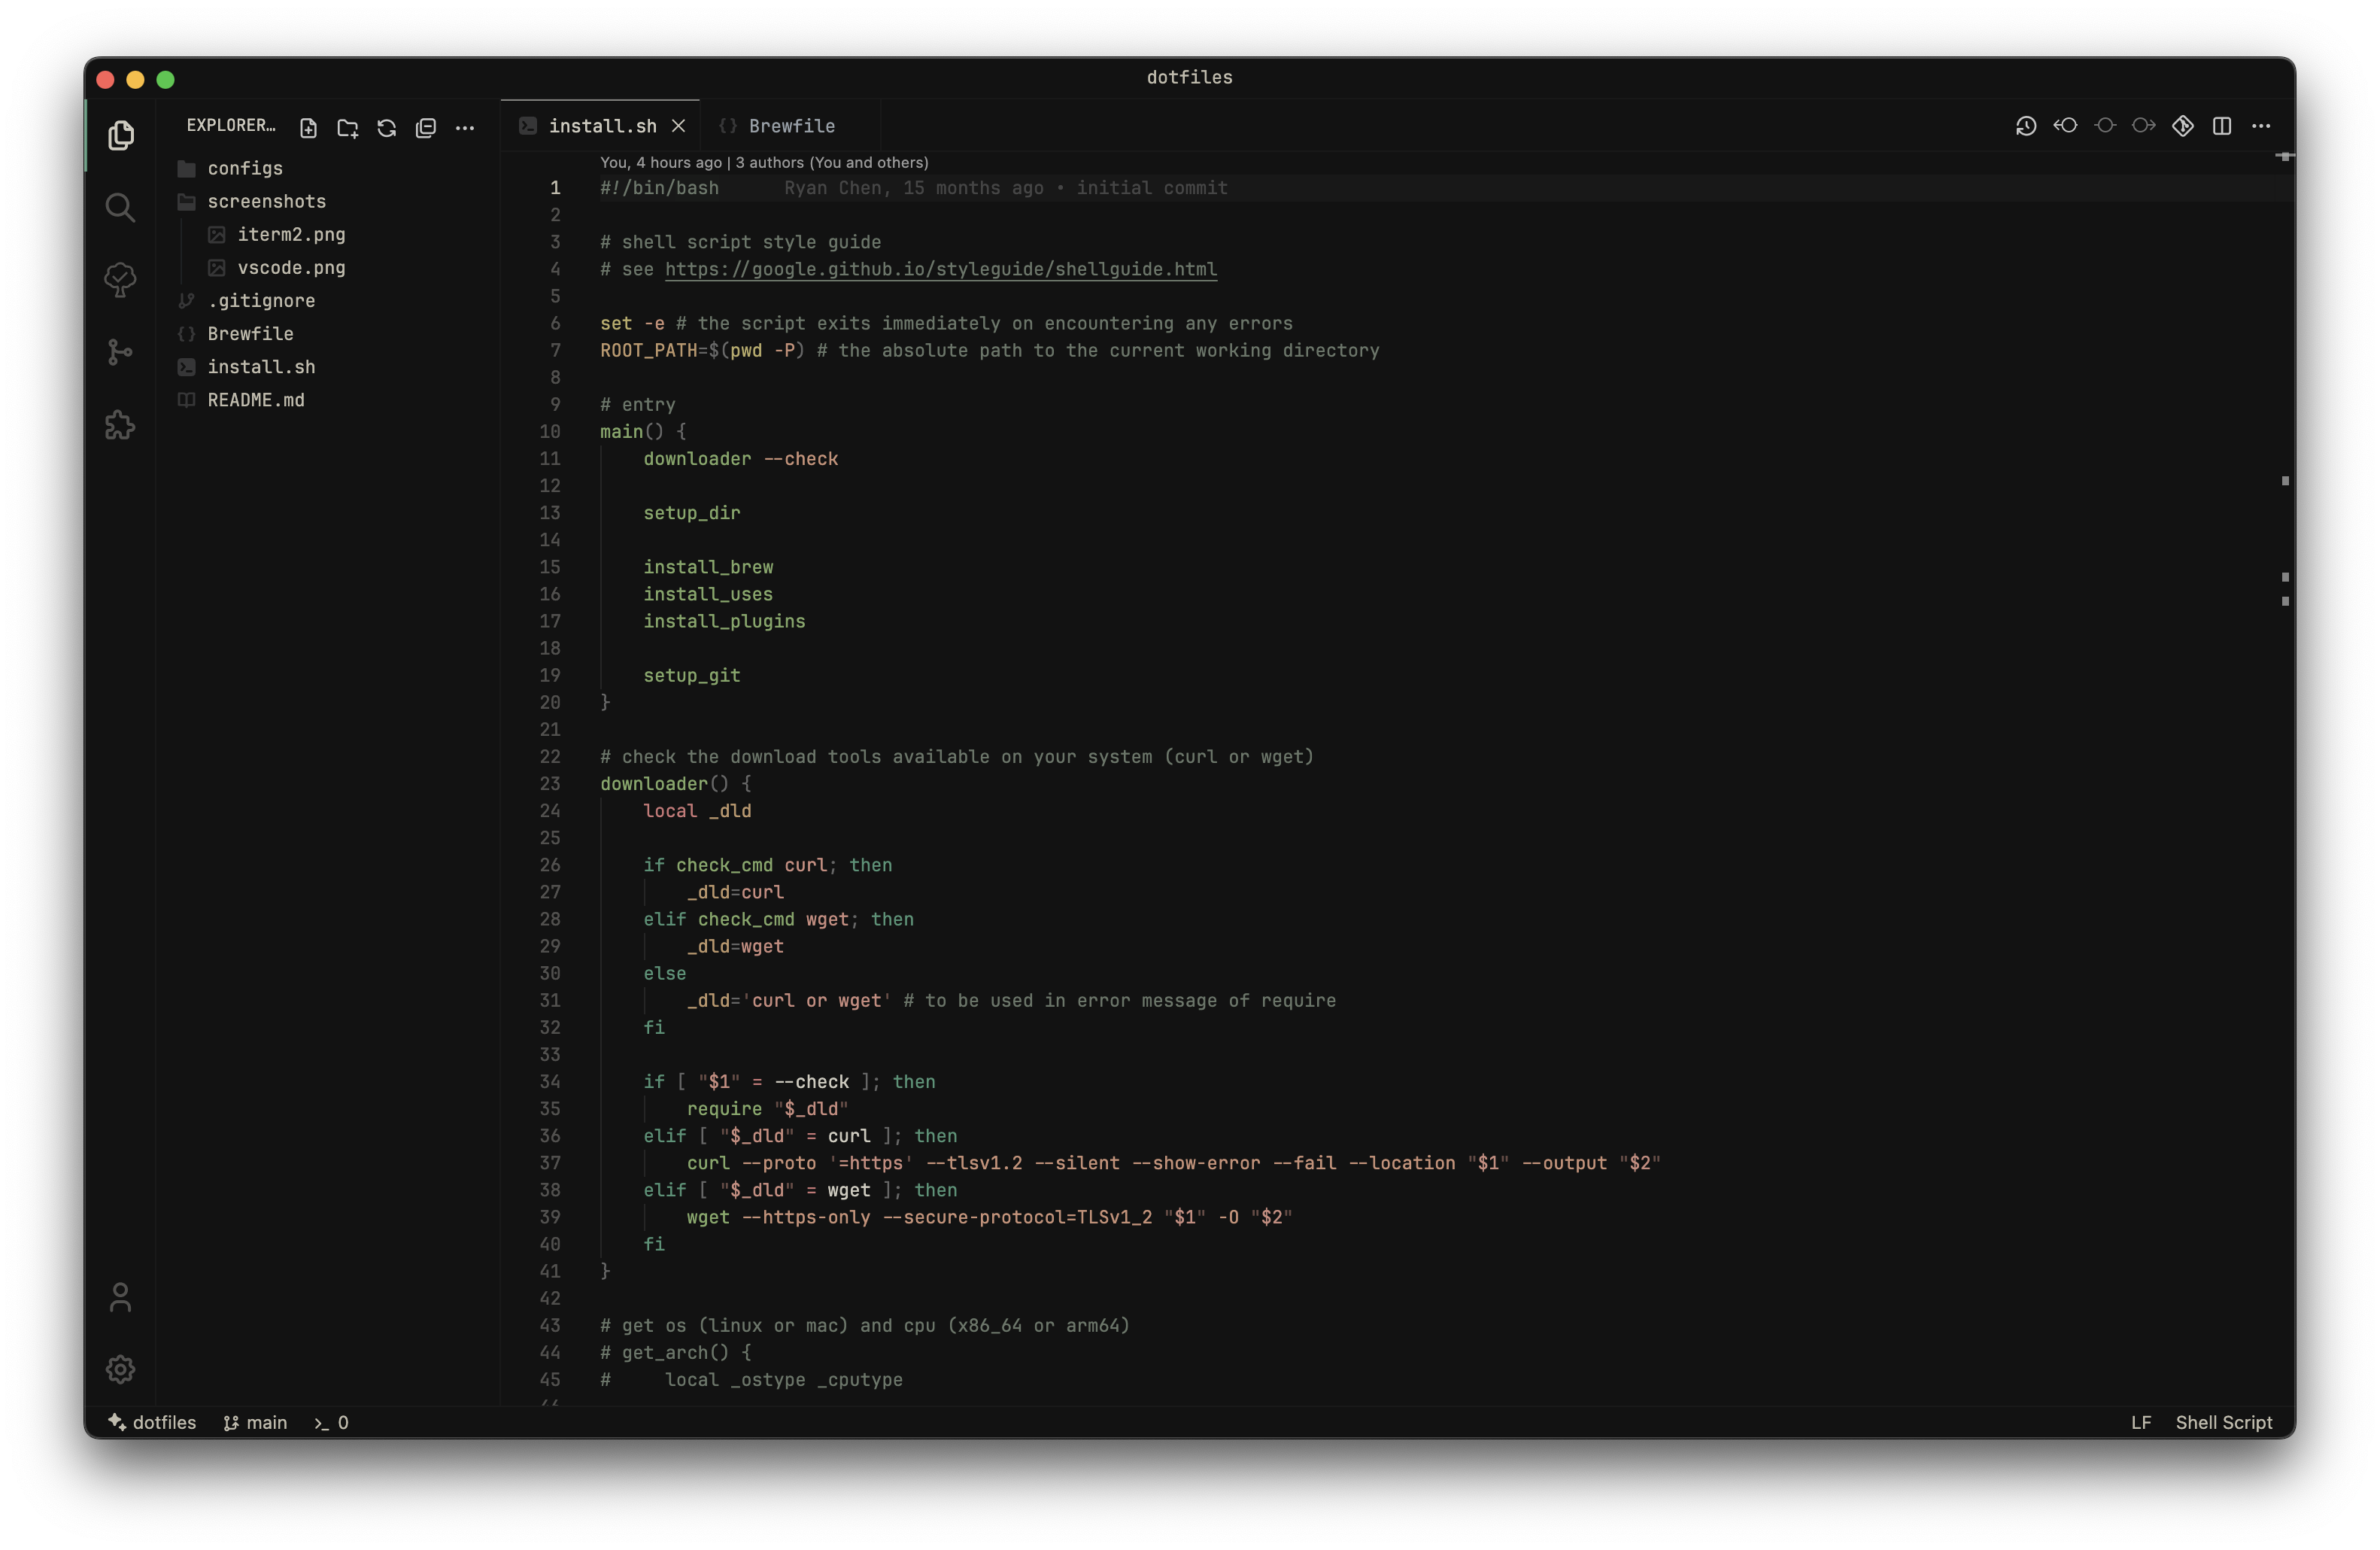 dotfiles
EXPLORER…
configs
screenshots
iterm2.png
vscode.png
.gitignore
Brewfile
install.sh
README.md
install.sh
Brewfile
You, 4 hours ago | 3 authors (You and others)
1 #!/bin/bash Ryan Chen, 15 months ago • initial commit
2
3 # shell script style guide
4 # see https://google.github.io/styleguide/shellguide.html
5
6 set -e # the script exits immediately on encountering any errors
7 ROOT_PATH=$(pwd -P) # the absolute path to the current working directory
8
9 # entry
10 main() {
11     downloader --check
12
13     setup_dir
14
15     install_brew
16     install_uses
17     install_plugins
18
19     setup_git
20 }
21
22 # check the download tools available on your system (curl or wget)
23 downloader() {
24     local _dld
25
26     if check_cmd curl; then
27         _dld=curl
28     elif check_cmd wget; then
29         _dld=wget
30     else
31         _dld='curl or wget' # to be used in error message of require
32     fi
33
34     if [ "$1" = --check ]; then
35         require "$_dld"
36     elif [ "$_dld" = curl ]; then
37         curl --proto '=https' --tlsv1.2 --silent --show-error --fail --location "$1" --output "$2"
38     elif [ "$_dld" = wget ]; then
39         wget --https-only --secure-protocol=TLSv1_2 "$1" -O "$2"
40     fi
41 }
42
43 # get os (linux or mac) and cpu (x86_64 or arm64)
44 # get_arch() {
45 #     local _ostype _cputype
dotfiles main 0 LF Shell Script